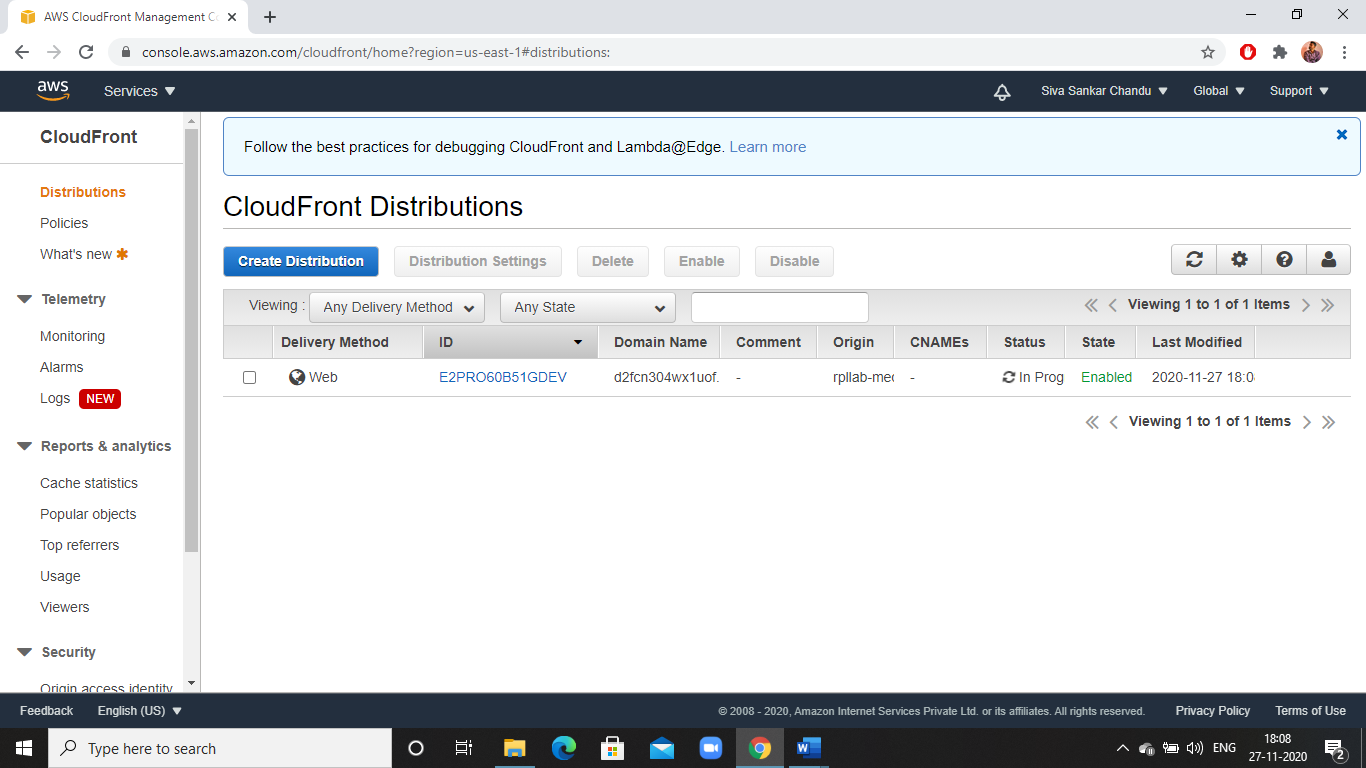 AWS CloudFront Management Co
console.aws.amazon.com/cloudfront/home?region=us-east-1#distributions:
aws
Services
Siva Sankar Chandu
Global
Support
CloudFront
Distributions
Policies
What's new
Telemetry
Monitoring
Alarms
Logs NEW
Reports & analytics
Cache statistics
Popular objects
Top referrers
Usage
Viewers
Security
Origin access identity
Follow the best practices for debugging CloudFront and Lambda@Edge. Learn more
CloudFront Distributions
Create Distribution Distribution Settings Delete Enable Disable
Viewing : Any Delivery Method Any State Viewing 1 to 1 of 1 Items
Delivery Method ID Domain Name Comment Origin CNAMEs Status State Last Modified
Web E2PRO60B51GDEV d2fcn304wx1uof. - rpllab-med - In Prog Enabled 2020-11-27 18:0
Viewing 1 to 1 of 1 Items
Feedback English (US) © 2008 - 2020, Amazon Internet Services Private Ltd. or its affiliates. All rights reserved. Privacy Policy Terms of Use
Type here to search
ENG
18:08
27-11-2020
2